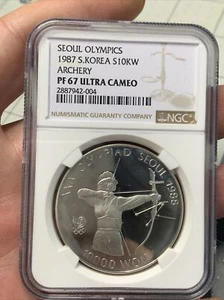 SEOUL OLYMPICS
1987 S.KOREA S10KW
ARCHERY
PF 67 ULTRA CAMEO
2887942-004
NUMISMATIC GUARANTY COMPANY
NGC
OLYMPIAD SEOUL 1988
10000 WON